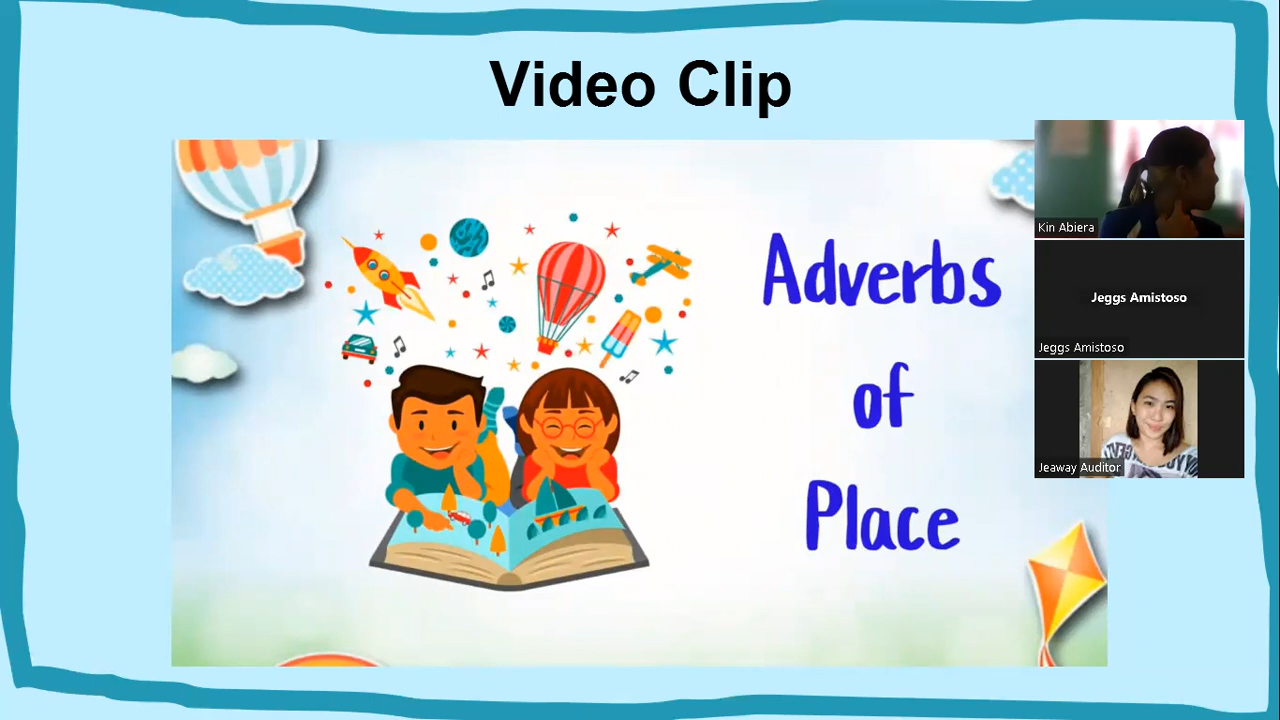 Video Clip
Adverbs
of
Place
Kin Abiera
Jeggs Amistoso
Jeggs Amistoso
Jeaway Auditor